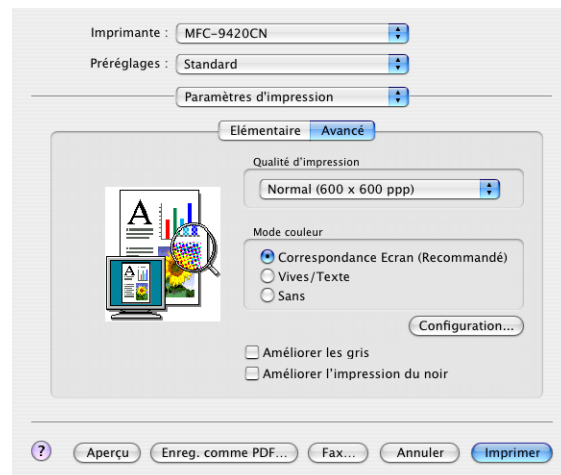 Imprimante : MFC-9420CN
Préréglages : Standard
Paramètres d'impression
Elémentaire Avancé
Qualité d'impression
Normal (600 x 600 ppp)
Mode couleur
Correspondance Ecran (Recommandé)
Vives/Texte
Sans
Configuration...
Améliorer les gris
Améliorer l'impression du noir
? Aperçu Enreg. comme PDF... Fax... Annuler Imprimer